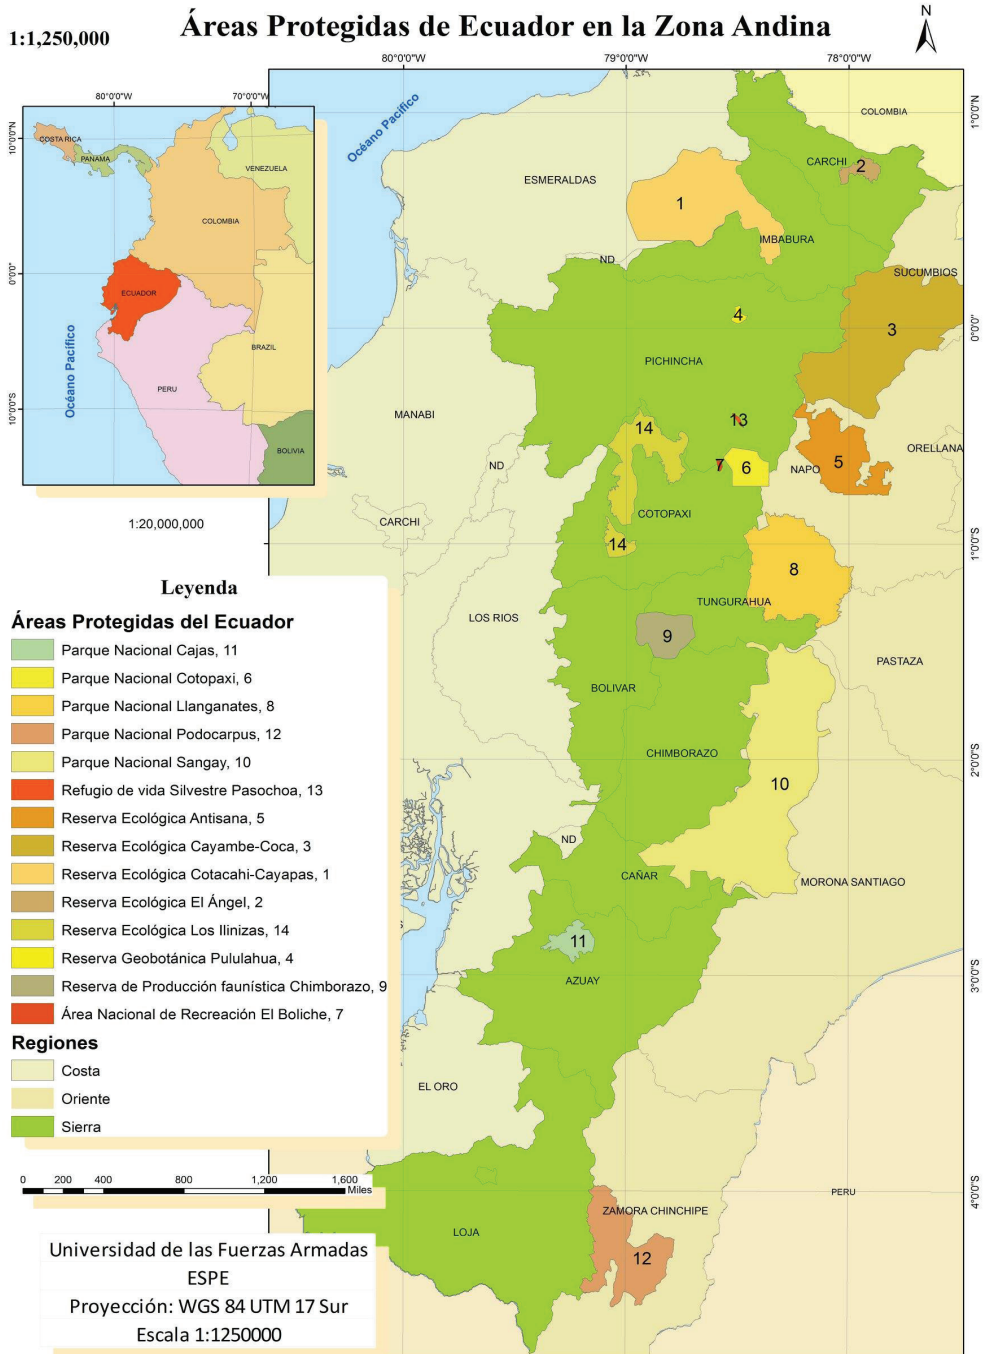 Áreas Protegidas de Ecuador en la Zona Andina
1:1,250,000
N
80°0'0"W
79°0'0"W
78°0'0"W
80°0'0"W
70°0'0"W
10°0'0"N
0°0'0"
10°0'0"S
COSTA RICA
PANAMA
VENEZUELA
COLOMBIA
ECUADOR
BRAZIL
PERU
BOLIVIA
Océano Pacífico
1:20,000,000
Océano Pacífico
1°0'0"N
0°0'0"
1°0'0"S
2°0'0"S
3°0'0"S
4°0'0"S
COLOMBIA
CARCHI
2
ESMERALDAS
1
IMBABURA
ND
SUCUMBIOS
4
3
PICHINCHA
MANABI
14
13
ORELLANA
ND
7
6
NAPO
5
CARCHI
COTOPAXI
14
8
LOS RIOS
TUNGURAHUA
9
PASTAZA
BOLIVAR
CHIMBORAZO
10
ND
CAÑAR
MORONA SANTIAGO
11
AZUAY
EL ORO
PERU
ZAMORA CHINCHIPE
LOJA
12
Leyenda
Áreas Protegidas del Ecuador
Parque Nacional Cajas, 11
Parque Nacional Cotopaxi, 6
Parque Nacional Llanganates, 8
Parque Nacional Podocarpus, 12
Parque Nacional Sangay, 10
Refugio de vida Silvestre Pasochoa, 13
Reserva Ecológica Antisana, 5
Reserva Ecológica Cayambe-Coca, 3
Reserva Ecológica Cotacahi-Cayapas, 1
Reserva Ecológica El Ángel, 2
Reserva Ecológica Los Ilinizas, 14
Reserva Geobotánica Pululahua, 4
Reserva de Producción faunística Chimborazo, 9
Área Nacional de Recreación El Boliche, 7
Regiones
Costa
Oriente
Sierra
0 200 400 800 1,200 1,600
Miles
Universidad de las Fuerzas Armadas
ESPE
Proyección: WGS 84 UTM 17 Sur
Escala 1:1250000